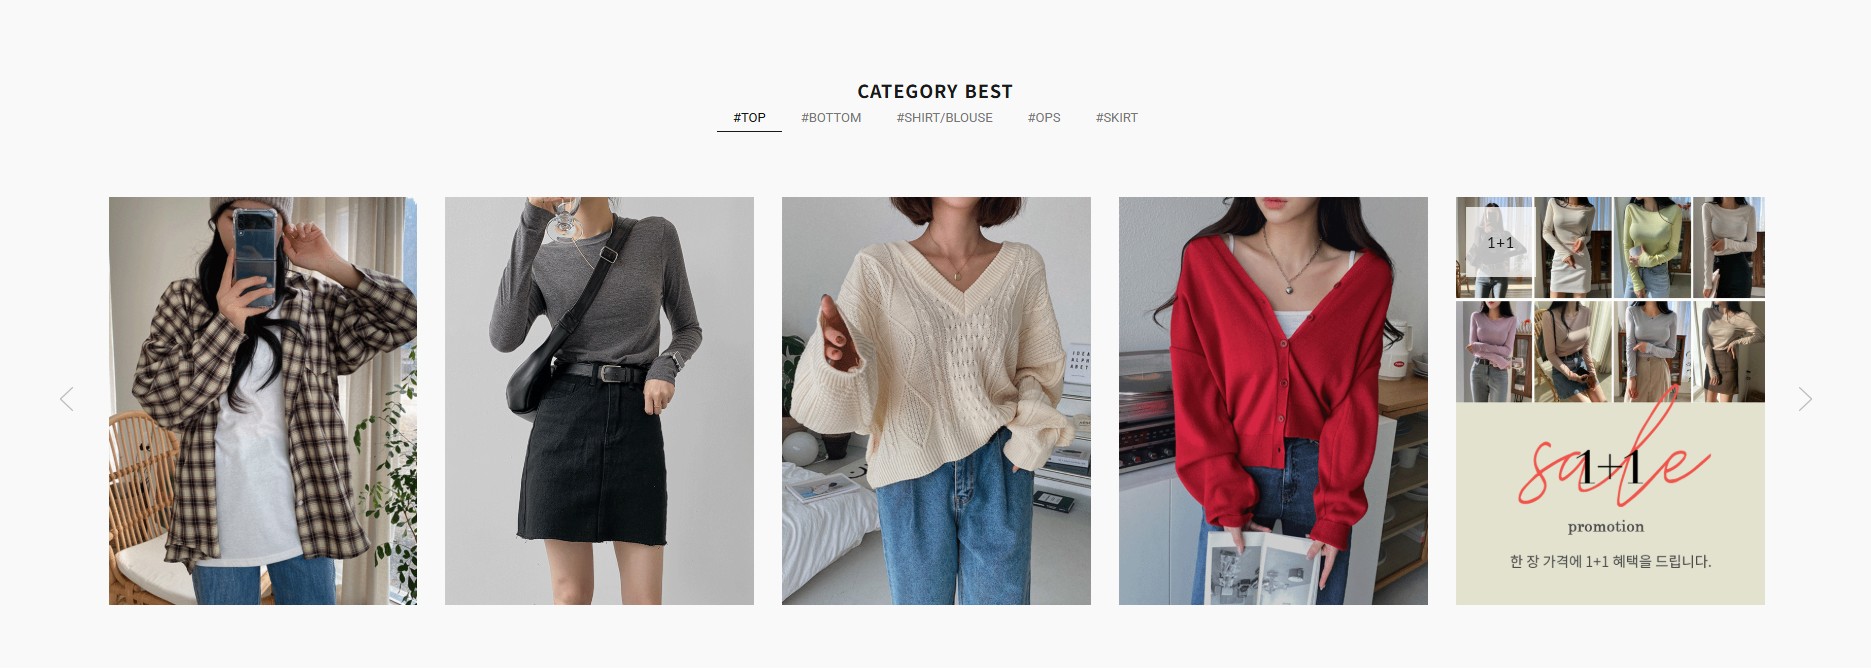 CATEGORY BEST
#TOP #BOTTOM #SHIRT/BLOUSE #OPS #SKIRT
1+1
sale
1+1
promotion
한 장 가격에 1+1 혜택을 드립니다.